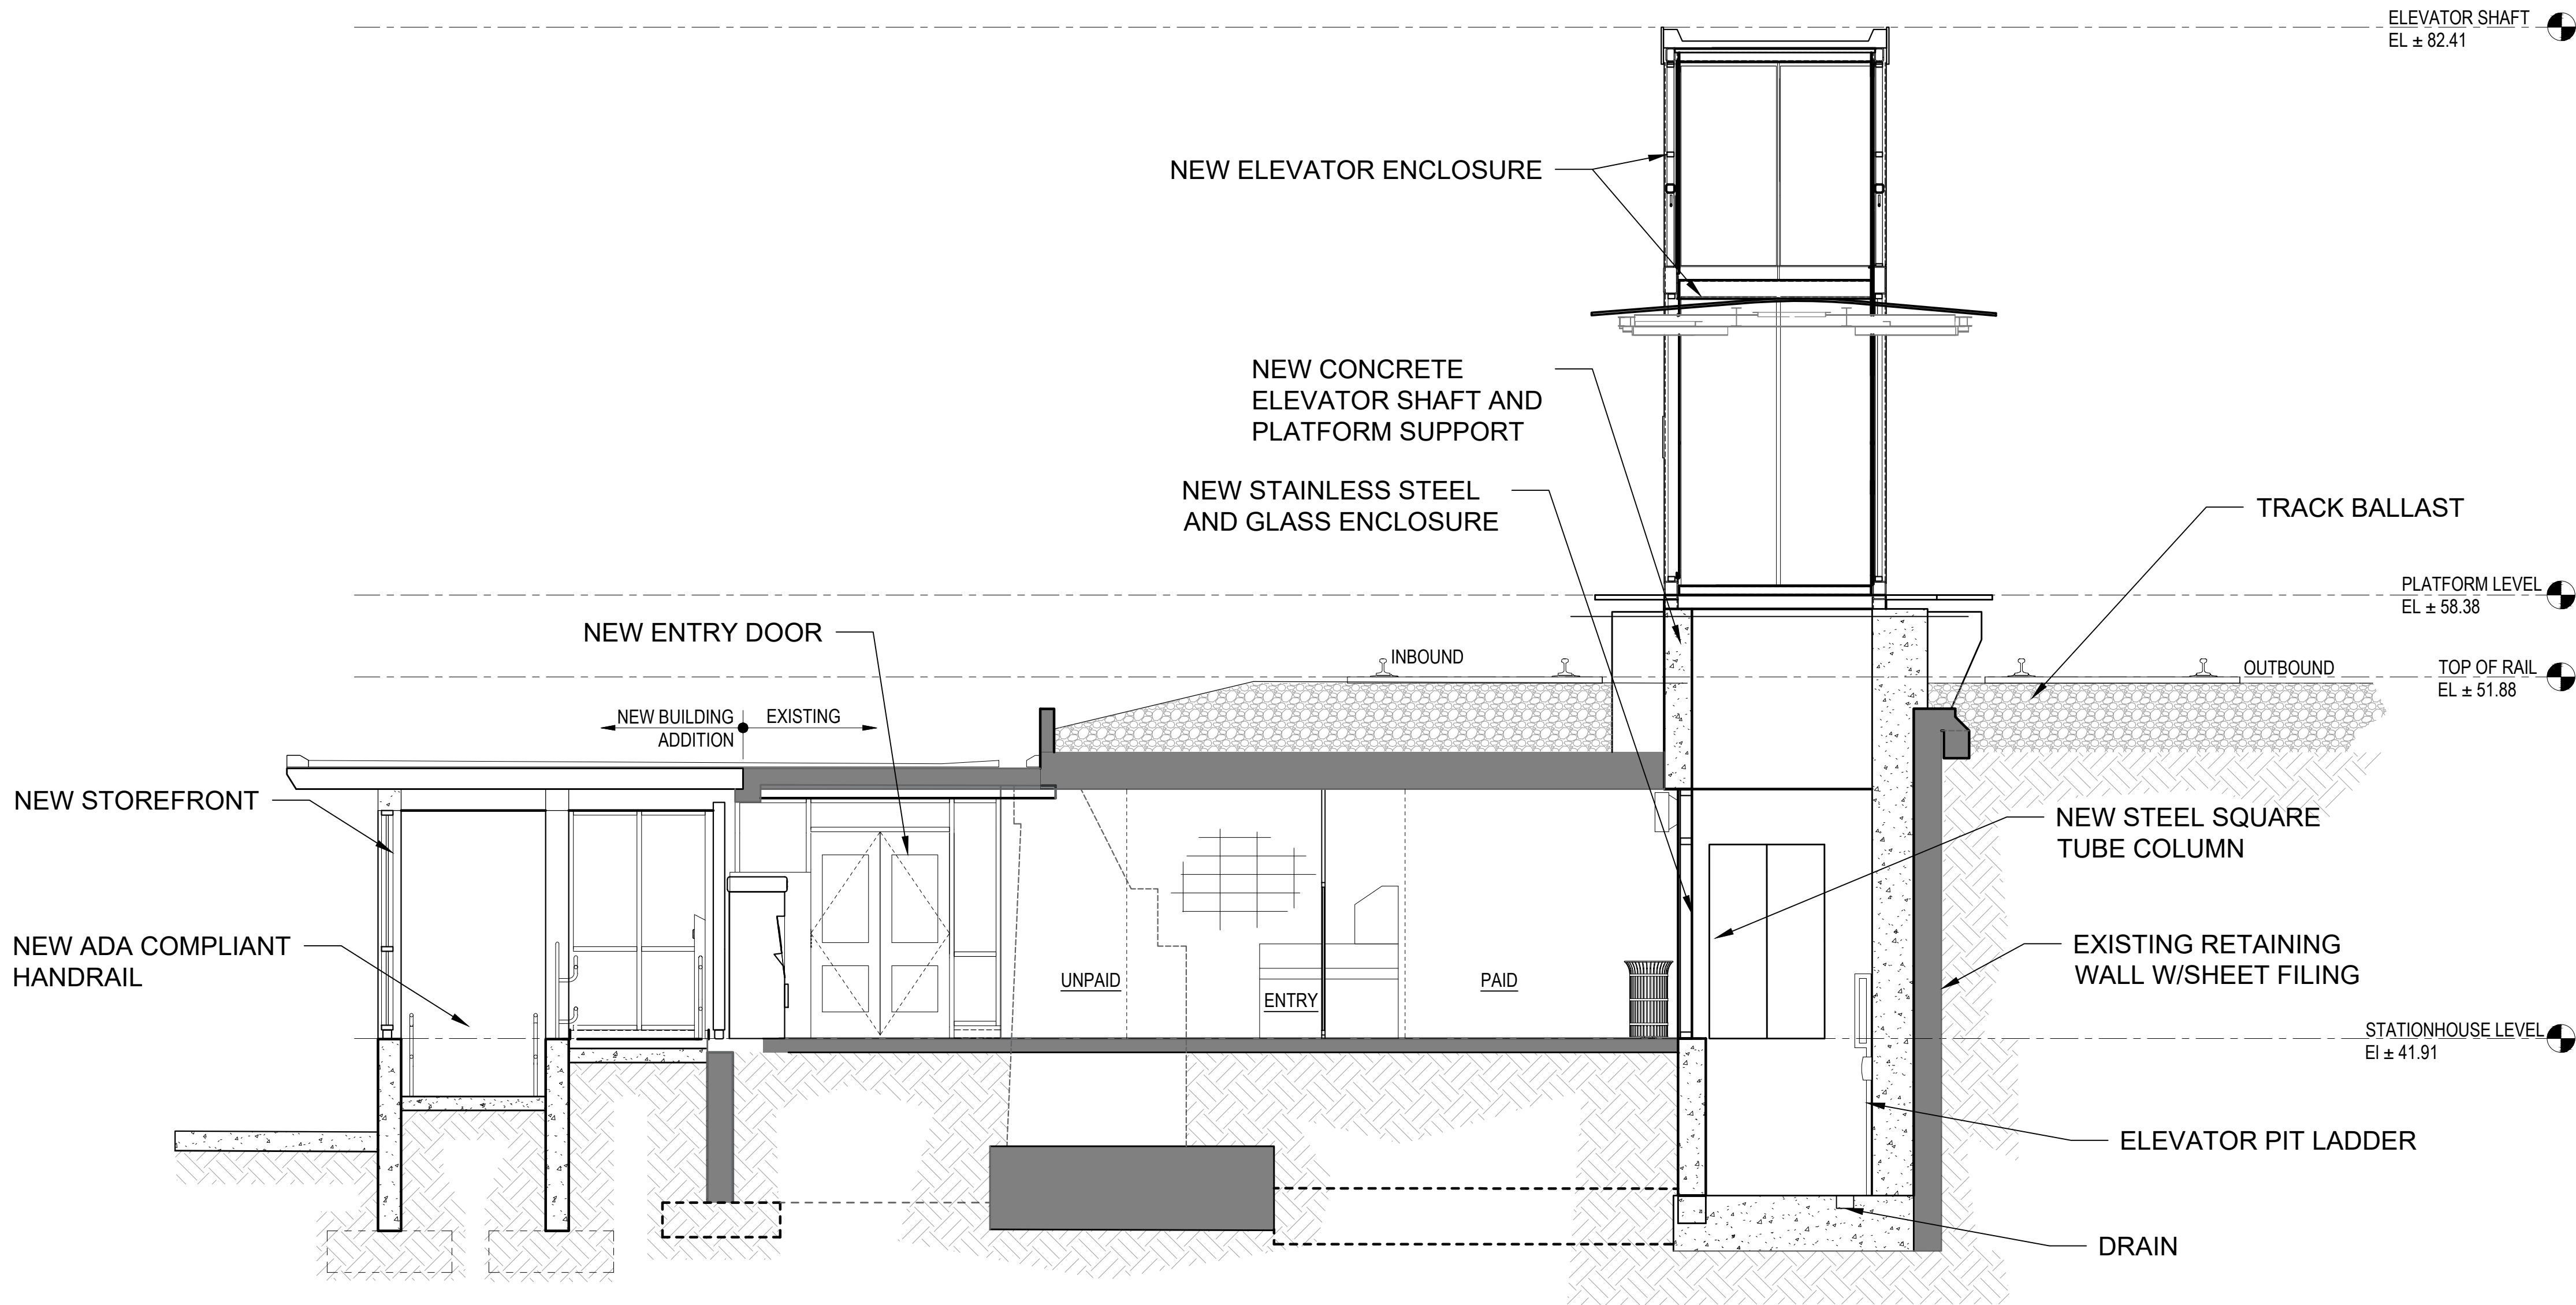 ELEVATOR SHAFT
EL ± 82.41
NEW ELEVATOR ENCLOSURE
NEW CONCRETE
ELEVATOR SHAFT AND
PLATFORM SUPPORT
NEW STAINLESS STEEL
AND GLASS ENCLOSURE
TRACK BALLAST
PLATFORM LEVEL
EL ± 58.38
NEW ENTRY DOOR
INBOUND
OUTBOUND
TOP OF RAIL
EL ± 51.88
NEW BUILDING
ADDITION
EXISTING
NEW STOREFRONT
NEW STEEL SQUARE
TUBE COLUMN
NEW ADA COMPLIANT
HANDRAIL
UNPAID
ENTRY
PAID
EXISTING RETAINING
WALL W/SHEET FILING
STATIONHOUSE LEVEL
El ± 41.91
ELEVATOR PIT LADDER
DRAIN